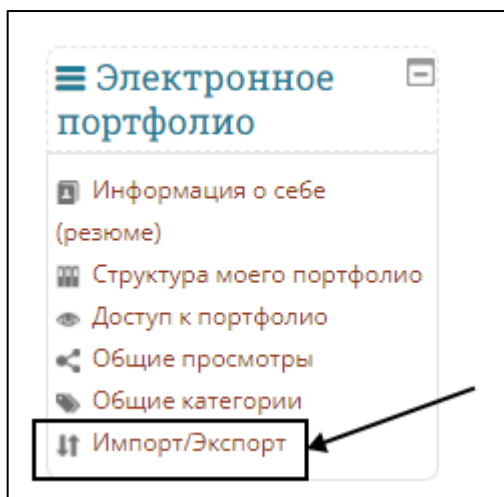 Электронное
портфолио
Информация о себе
(резюме)
Структура моего портфолио
Доступ к портфолио
Общие просмотры
Общие категории
Импорт/Экспорт